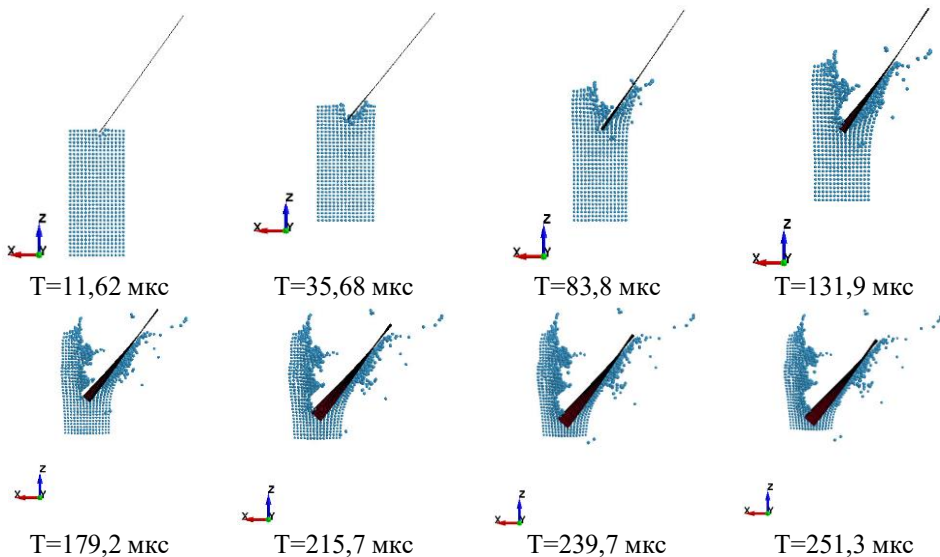 Z
X Y
Z
X Y
Z
X Y
Z
X Y
T=11,62 мкс T=35,68 мкс T=83,8 мкс T=131,9 мкс
Z
X Y
Z
X Y
Z
X Y
Z
X Y
T=179,2 мкс T=215,7 мкс T=239,7 мкс T=251,3 мкс